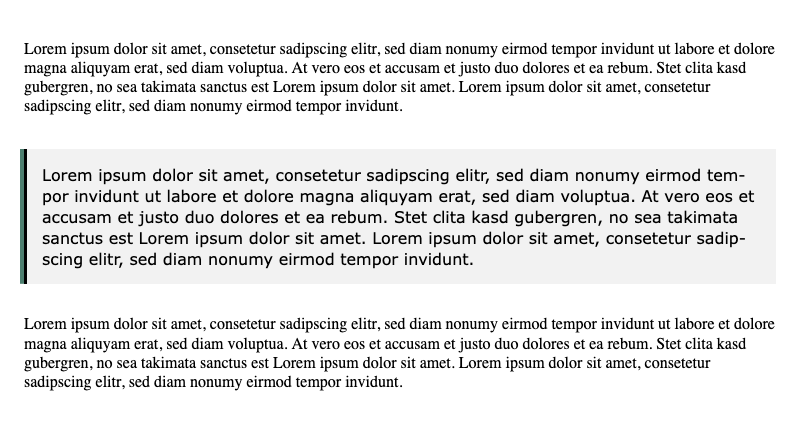 Lorem ipsum dolor sit amet, consetetur sadipscing elitr, sed diam nonumy eirmod tempor invidunt ut labore et dolore
magna aliquyam erat, sed diam voluptua. At vero eos et accusam et justo duo dolores et ea rebum. Stet clita kasd
gubergren, no sea takimata sanctus est Lorem ipsum dolor sit amet. Lorem ipsum dolor sit amet, consetetur
sadipscing elitr, sed diam nonumy eirmod tempor invidunt.
Lorem ipsum dolor sit amet, consetetur sadipscing elitr, sed diam nonumy eirmod tem-
por invidunt ut labore et dolore magna aliquyam erat, sed diam voluptua. At vero eos et
accusam et justo duo dolores et ea rebum. Stet clita kasd gubergren, no sea takimata
sanctus est Lorem ipsum dolor sit amet. Lorem ipsum dolor sit amet, consetetur sadip-
scing elitr, sed diam nonumy eirmod tempor invidunt.
Lorem ipsum dolor sit amet, consetetur sadipscing elitr, sed diam nonumy eirmod tempor invidunt ut labore et dolore
magna aliquyam erat, sed diam voluptua. At vero eos et accusam et justo duo dolores et ea rebum. Stet clita kasd
gubergren, no sea takimata sanctus est Lorem ipsum dolor sit amet. Lorem ipsum dolor sit amet, consetetur
sadipscing elitr, sed diam nonumy eirmod tempor invidunt.